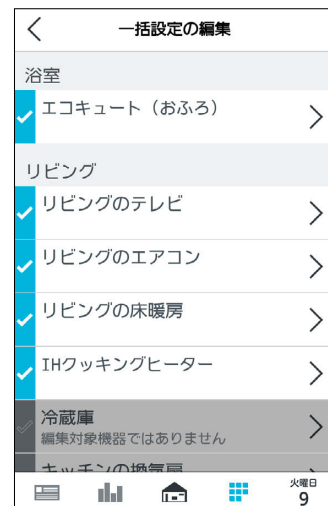 一括設定の編集
浴室
エコキュート（おふろ）
リビング
リビングのテレビ
リビングのエアコン
リビングの床暖房
IHクッキングヒーター
冷蔵庫
編集対象機器ではありません
キッチンの換気扇
火曜日
9